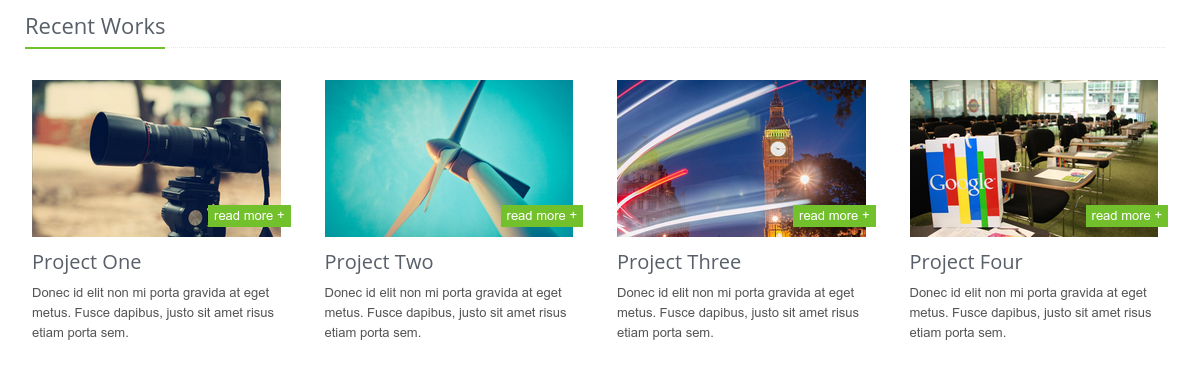 Recent Works
Google
read more +
read more +
read more +
read more +
Project One
Donec id elit non mi porta gravida at eget
metus. Fusce dapibus, justo sit amet risus
etiam porta sem.
Project Two
Donec id elit non mi porta gravida at eget
metus. Fusce dapibus, justo sit amet risus
etiam porta sem.
Project Three
Donec id elit non mi porta gravida at eget
metus. Fusce dapibus, justo sit amet risus
etiam porta sem.
Project Four
Donec id elit non mi porta gravida at eget
metus. Fusce dapibus, justo sit amet risus
etiam porta sem.